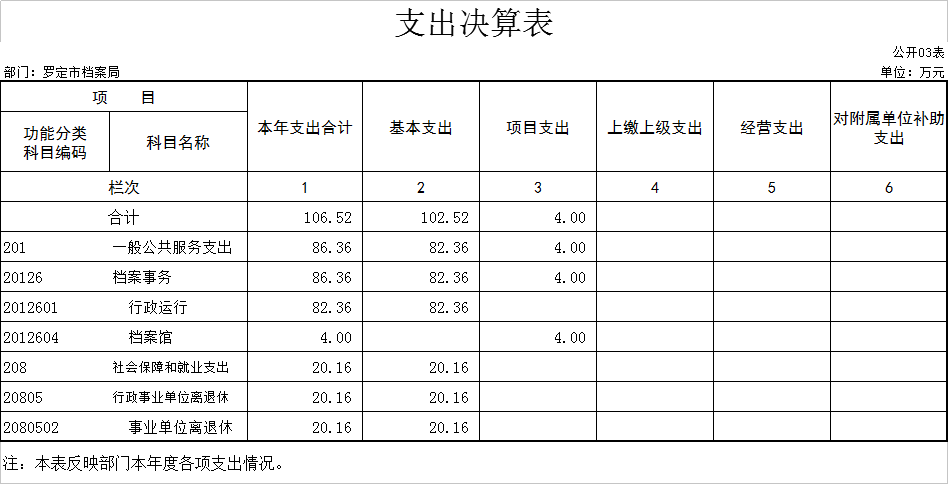 支出决算表
公开03表
部门：罗定市档案局 单位：万元
项 目 本年支出合计 基本支出 项目支出 上缴上级支出 经营支出 对附属单位补助
支出
功能分类
科目编码 科目名称
栏次 1 2 3 4 5 6
合计 106.52 102.52 4.00
201 一般公共服务支出 86.36 82.36 4.00
20126 档案事务 86.36 82.36 4.00
2012601 行政运行 82.36 82.36
2012604 档案馆 4.00 4.00
208 社会保障和就业支出 20.16 20.16
20805 行政事业单位离退休 20.16 20.16
2080502 事业单位离退休 20.16 20.16
注：本表反映部门本年度各项支出情况。